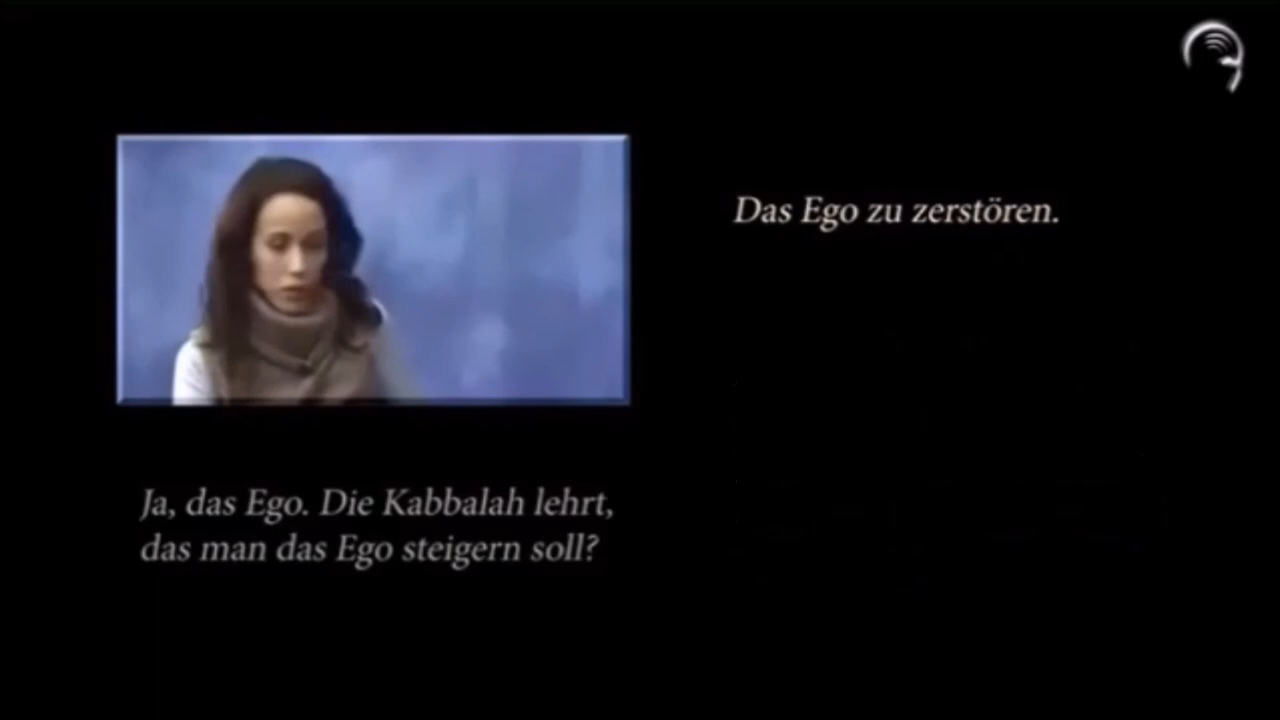 Das Ego zu zerstören.
Ja, das Ego. Die Kabbalah lehrt,
das man das Ego steigern soll?